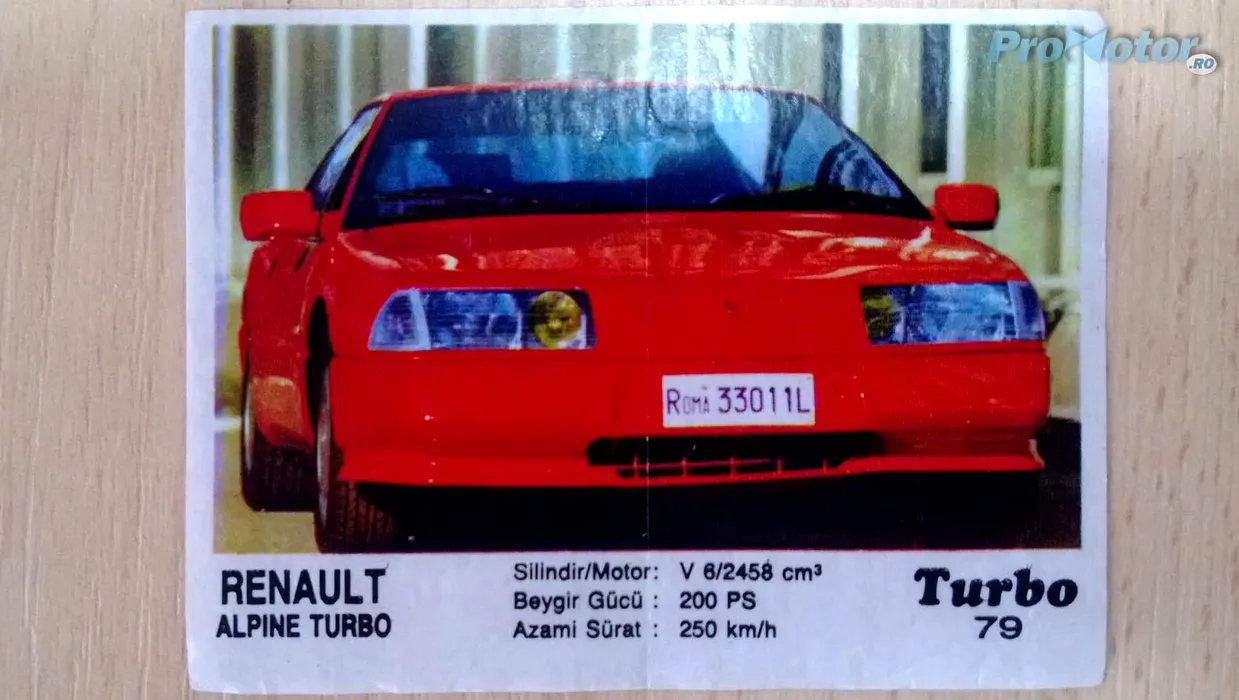 ProMotor.RO
ROMA 33011L
RENAULT
ALPINE TURBO
Silindir/Motor: V 6/2458 cm³
Beygir Gücü : 200 PS
Azami Sürat : 250 km/h
Turbo
79